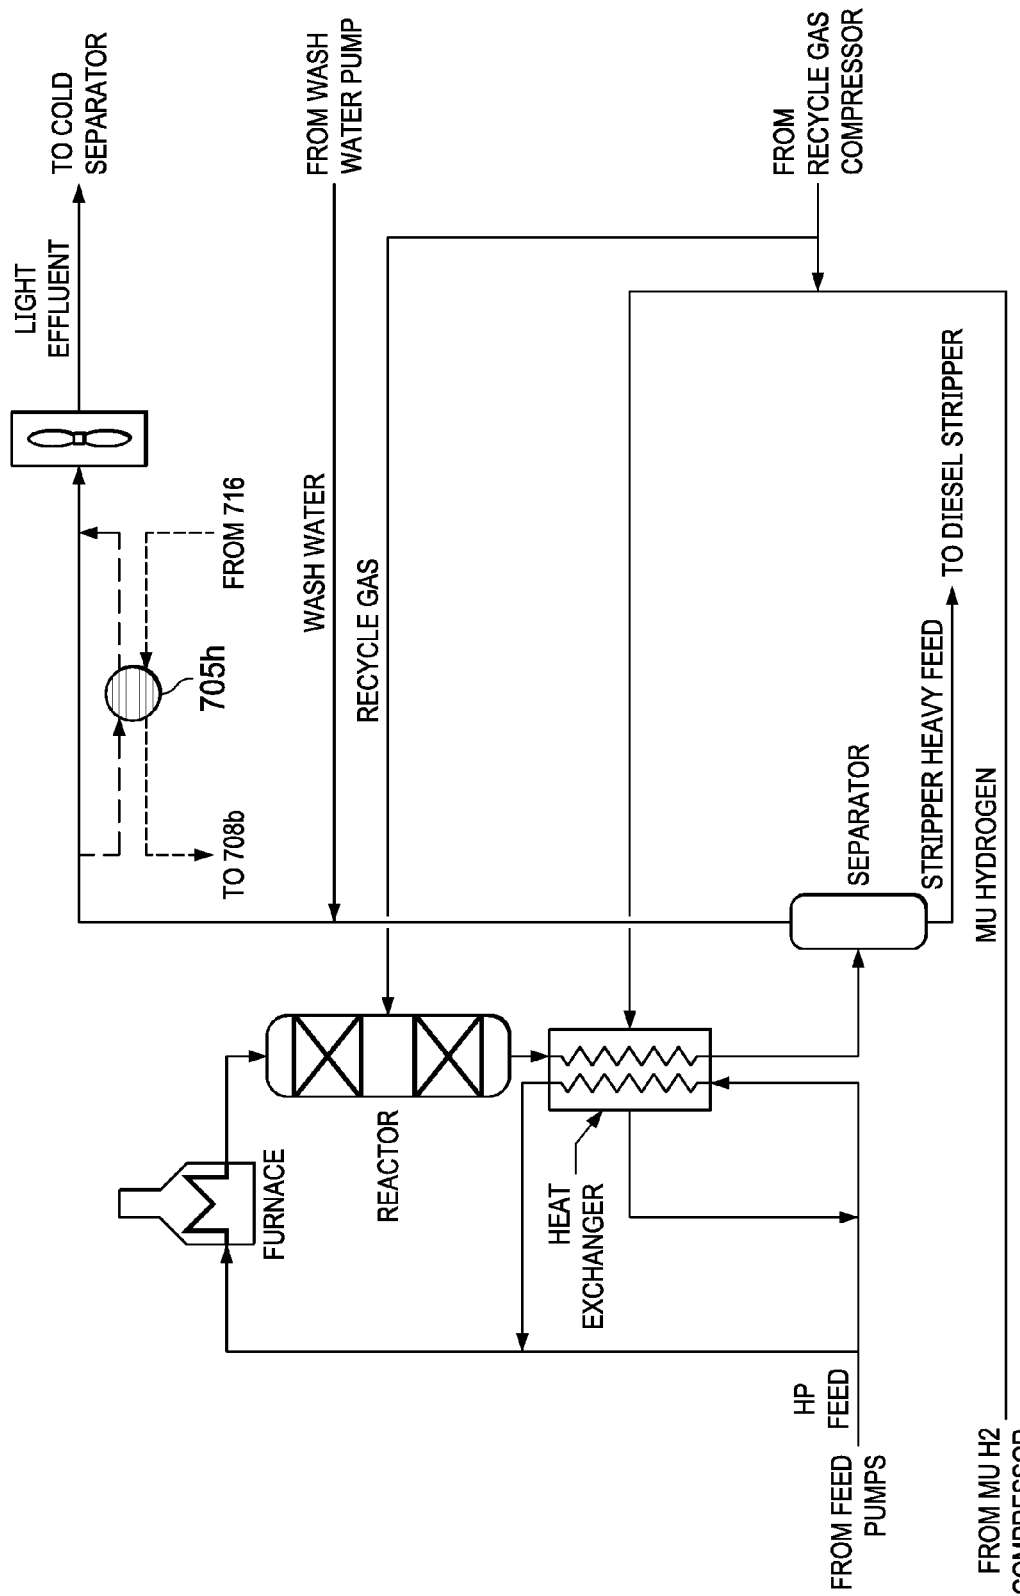 TO COLD
SEPARATOR
LIGHT
EFFLUENT
FROM WASH
WATER PUMP
FROM
RECYCLE GAS
COMPRESSOR
FROM 716
705h
TO 708b
WASH WATER
RECYCLE GAS
TO DIESEL STRIPPER
STRIPPER HEAVY FEED
SEPARATOR
MU HYDROGEN
FURNACE
REACTOR
HEAT
EXCHANGER
HP
FEED
FROM FEED
PUMPS
FROM MU H2
COMPRESSOR